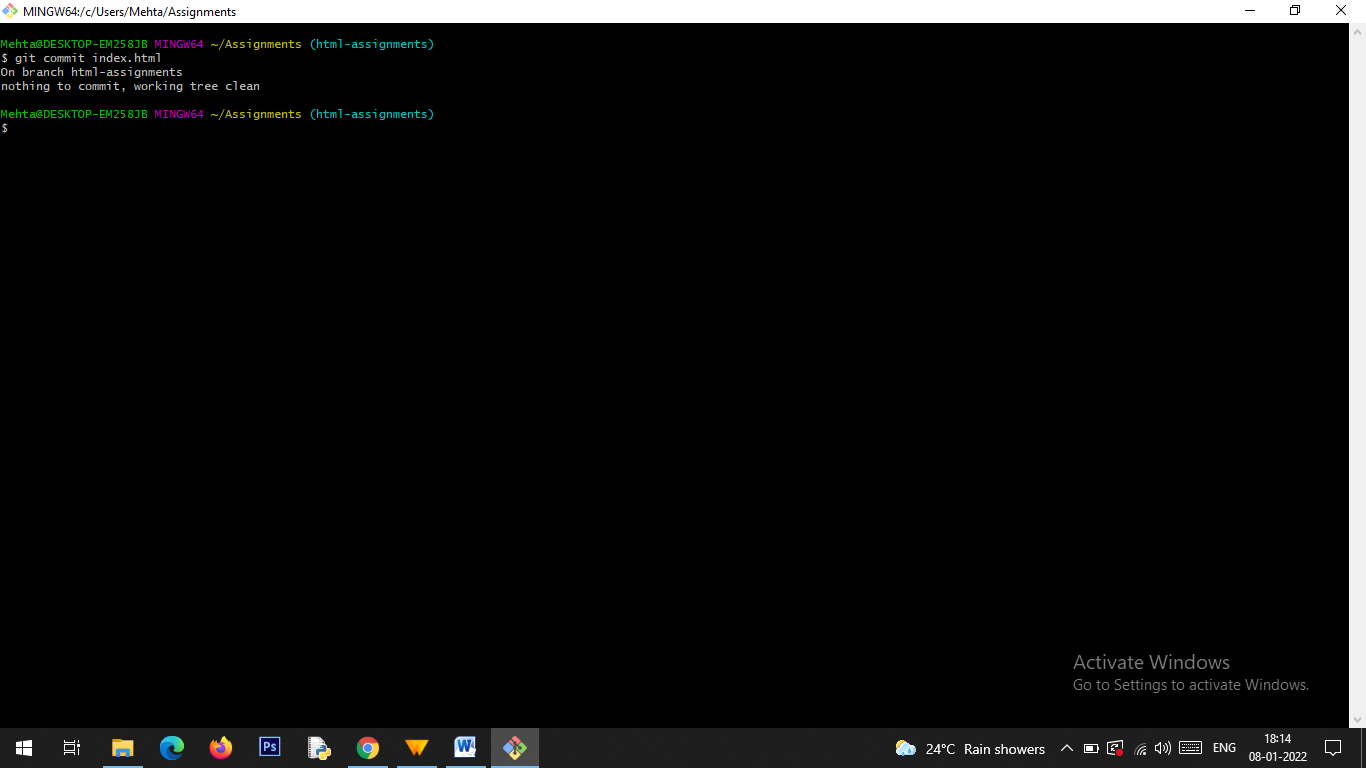 MINGW64:/c/Users/Mehta/Assignments
Mehta@DESKTOP-EM258JB MINGW64 ~/Assignments (html-assignments)
$ git commit index.html
On branch html-assignments
nothing to commit, working tree clean
Mehta@DESKTOP-EM258JB MINGW64 ~/Assignments (html-assignments)
$
Activate Windows
Go to Settings to activate Windows.
Ps
W
24°C Rain showers
ENG
18:14
08-01-2022